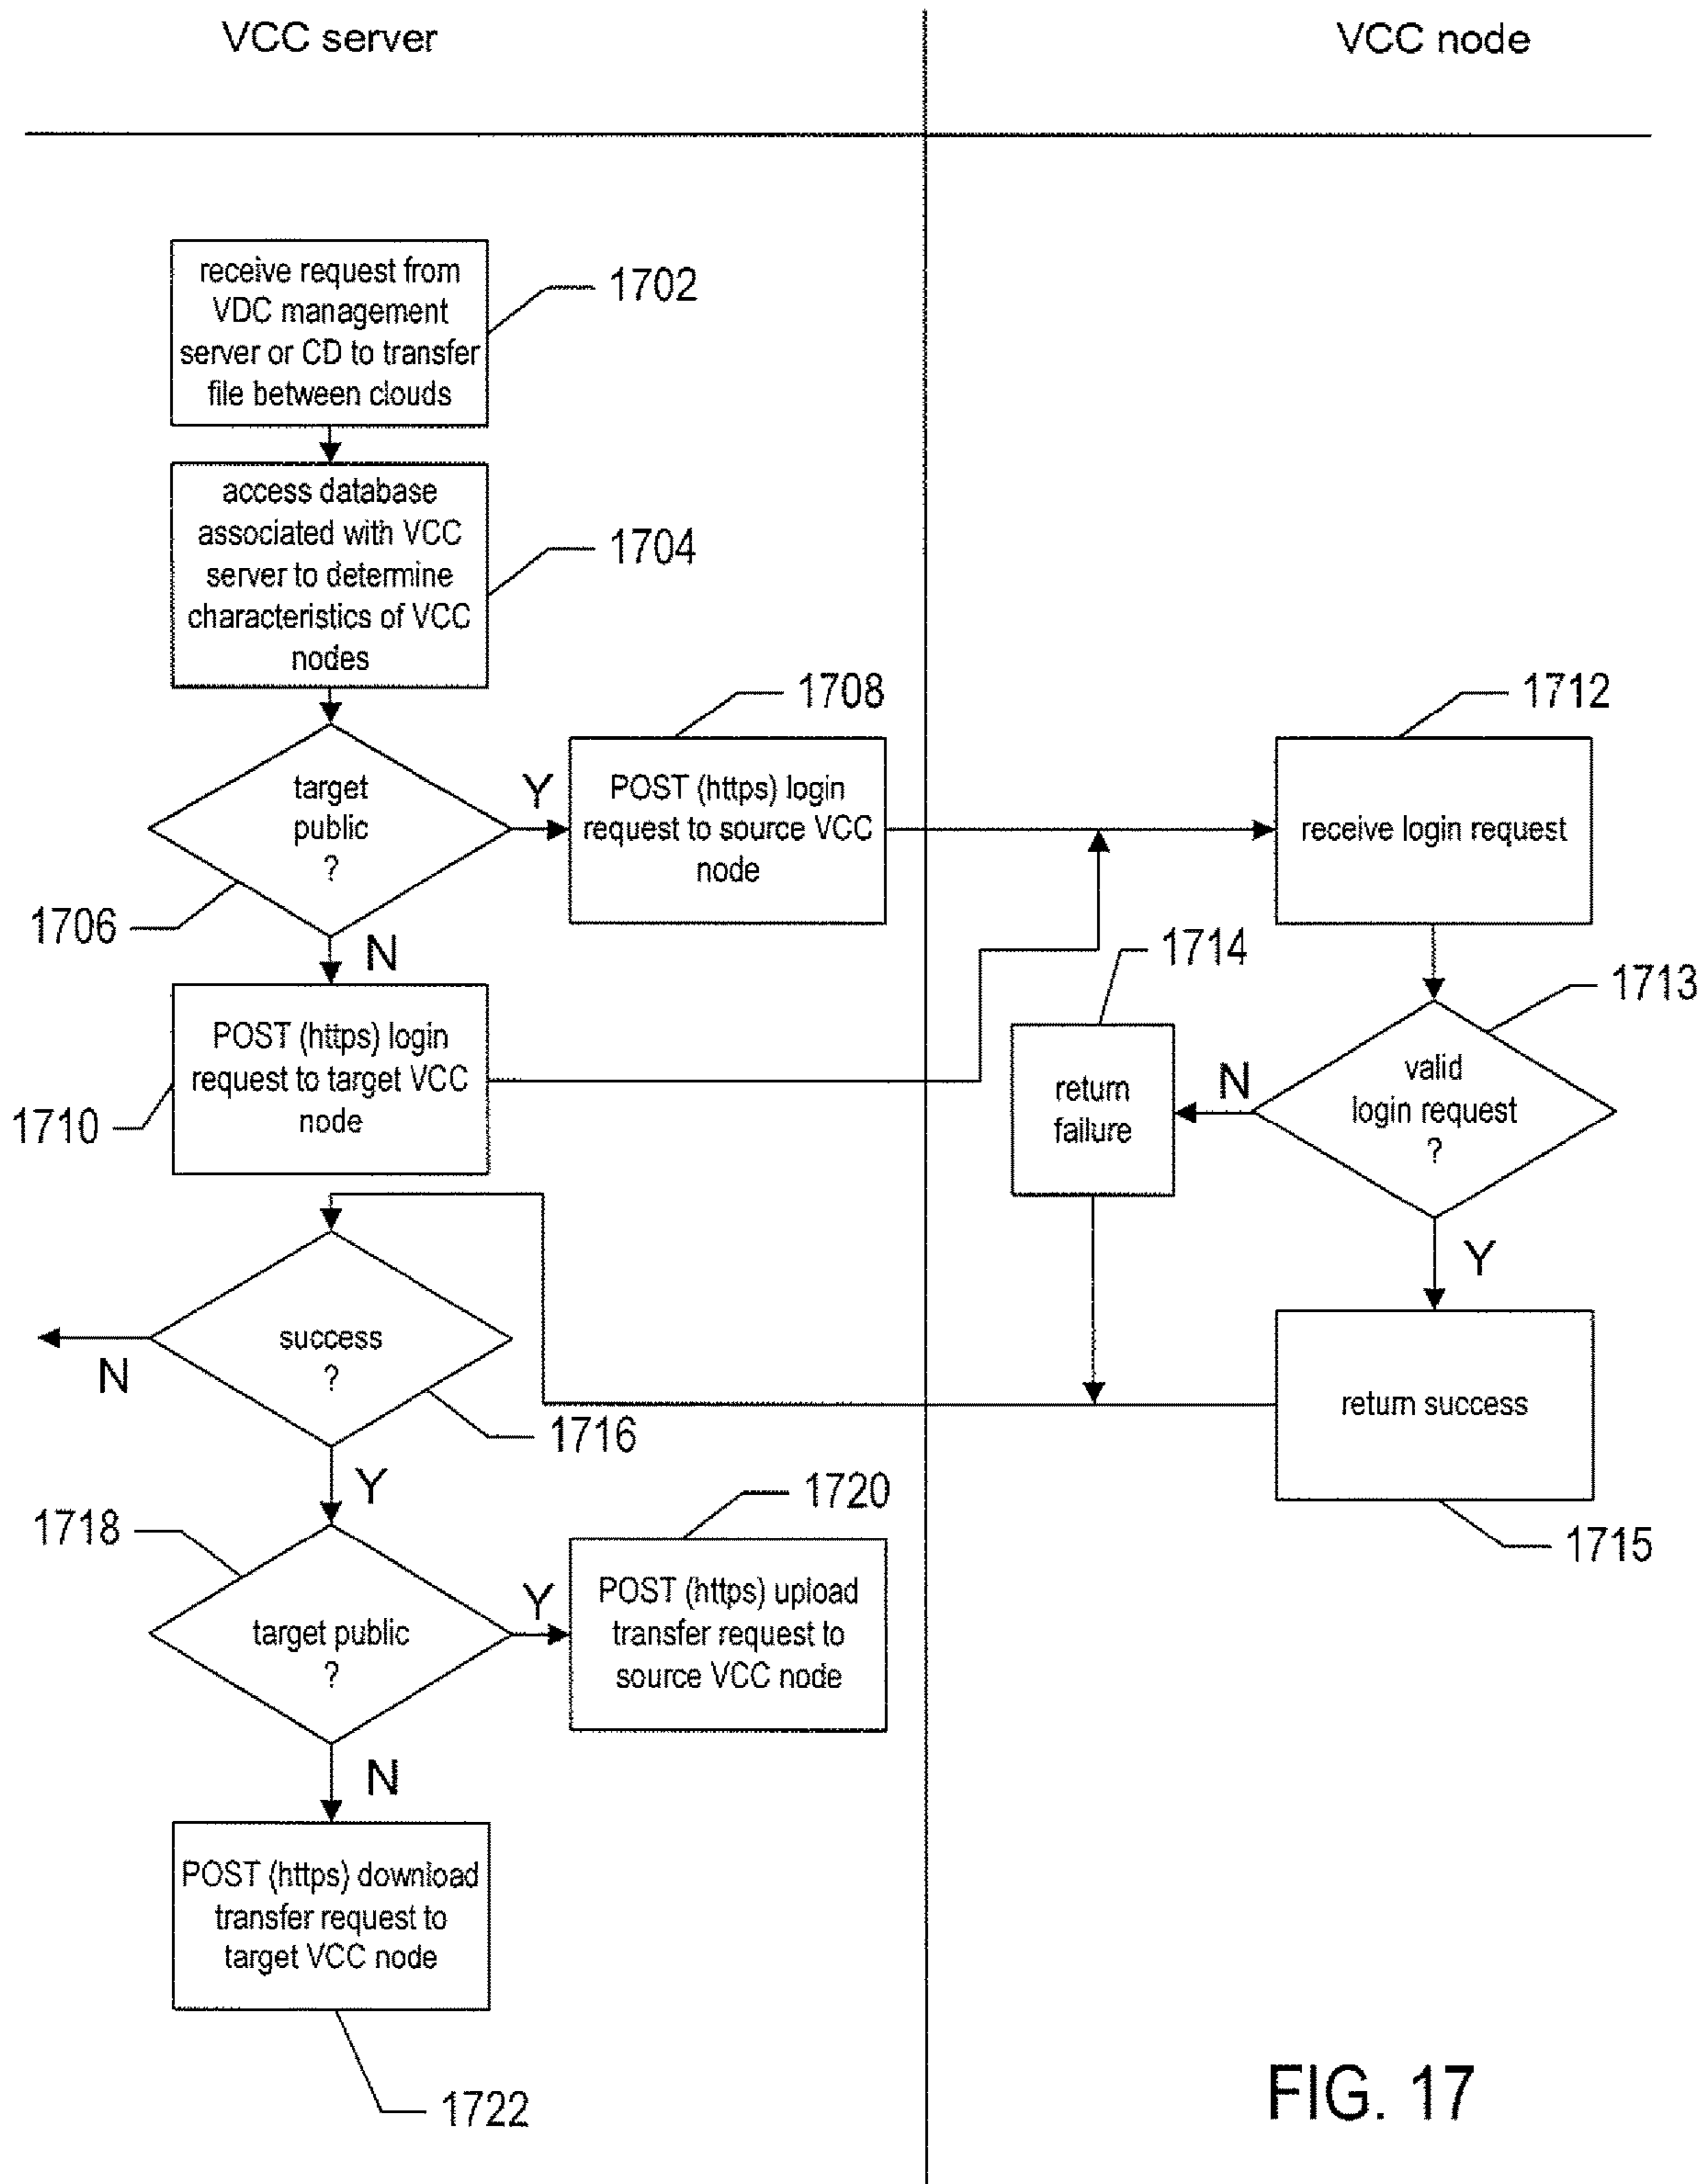 VCC server
VCC node
receive request from
VDC management
server or CD to transfer
file between clouds
1702
access database
associated with VCC
server to determine
characteristics of VCC
nodes
1704
target
public
?
1706
Y
N
POST (https) login
request to source VCC
node
1708
POST (https) login
request to target VCC
node
1710
receive login request
1712
valid
login request
?
1713
N
Y
return
failure
1714
return success
1715
success
?
1716
N
Y
target public
?
1718
Y
N
POST (https) upload
transfer request to
source VCC node
1720
POST (https) download
transfer request to
target VCC node
1722
FIG. 17